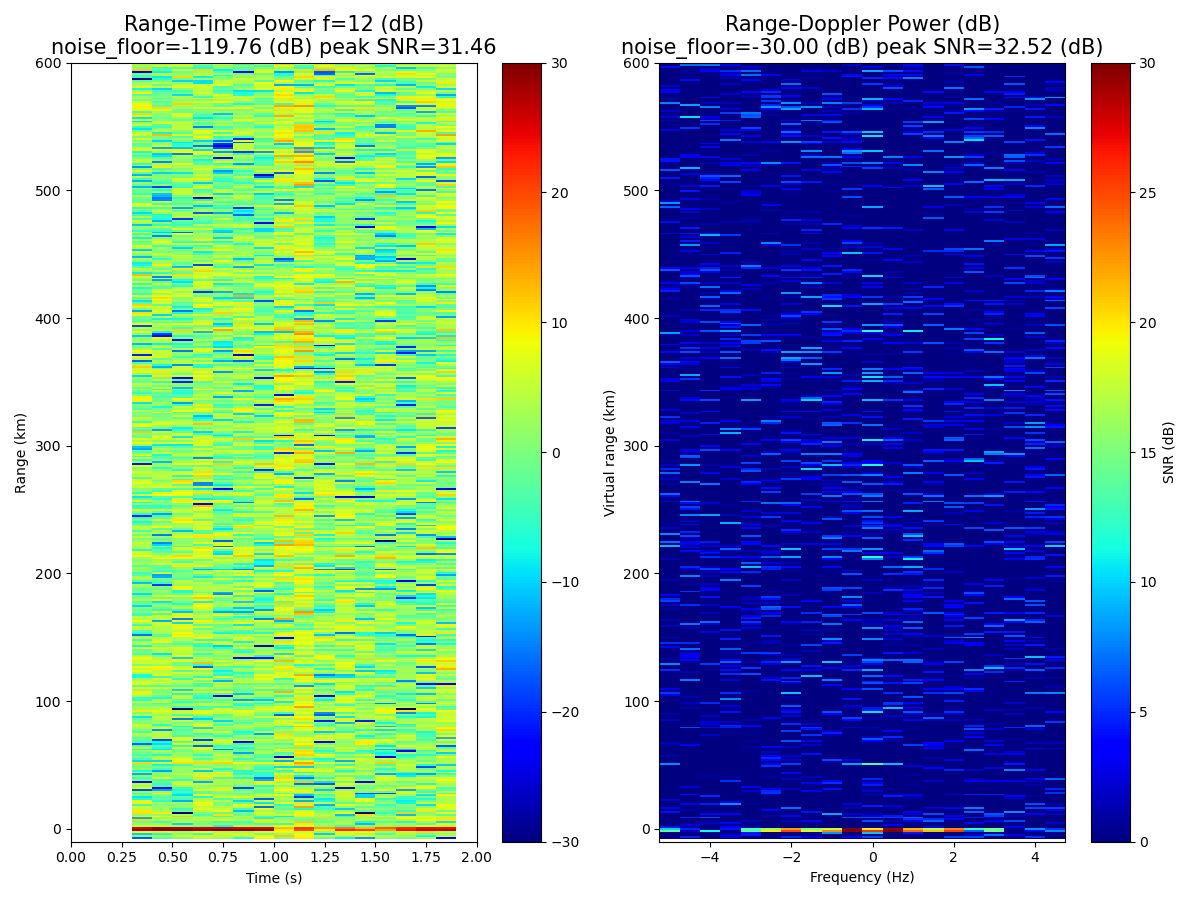 Range-Time Power f=12 (dB)
noise_floor=-119.76 (dB) peak SNR=31.46
Range (km)
600
500
400
300
200
100
0
0.00 0.25 0.50 0.75 1.00 1.25 1.50 1.75 2.00
Time (s)
30
20
10
0
−10
−20
−30
Range-Doppler Power (dB)
noise_floor=-30.00 (dB) peak SNR=32.52 (dB)
Virtual range (km)
600
500
400
300
200
100
0
−4 −2 0 2 4
Frequency (Hz)
30
25
20
15
10
5
0
SNR (dB)